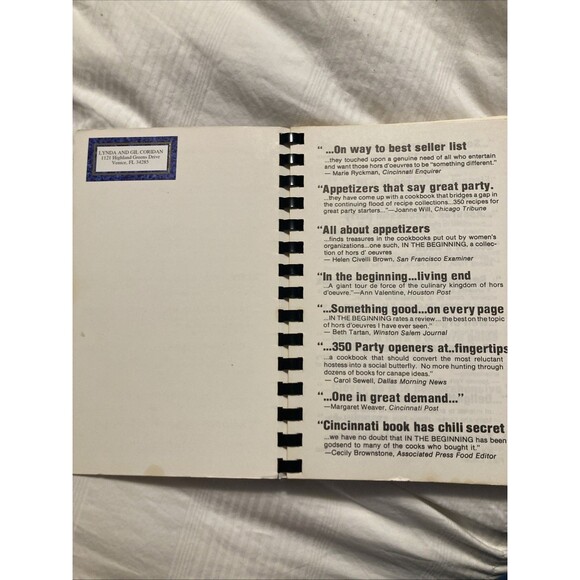 LYNDA AND GIL CORIDAN
1121 Highland Greens Drive
Venice, FL 34285
" ...On way to best seller list
...they touched upon a genuine need of all who entertain
and want those hors d'oeuvres to be "something different."
— Marie Ryckman, Cincinnati Enquirer
"Appetizers that say great party.
...they have come up with a cookbook that bridges a gap in
the continuing flood of recipe collections...350 recipes for
great party starters..."—Joanne Will, Chicago Tribune
"All about appetizers
...finds treasures in the cookbooks put out by women's
organizations...one such, IN THE BEGINNING, a collec-
tion of hors d' oeuvres
— Helen Civelli Brown, San Francisco Examiner
"In the beginning...living end
...A giant tour de force of the culinary kingdom of hors
d'oeuvre."—Ann Valentine, Houston Post
"...Something good...on every page
...IN THE BEGINNING rates a review... the best on the topic
of hors d'oeuvres I have ever seen."
— Beth Tartan, Winston Salem Journal
"...350 Party openers at..fingertips
... a cookbook that should convert the most reluctant
hostess into a social butterfly. No more hunting through
dozens of books for canape ideas."
— Carol Sewell, Dallas Morning News
"...One in great demand..."
—Margaret Weaver, Cincinnati Post
"Cincinnati book has chili secret
...we have no doubt that IN THE BEGINNING has been
godsend to many of the cooks who bought it."
—Cecily Brownstone, Associated Press Food Editor